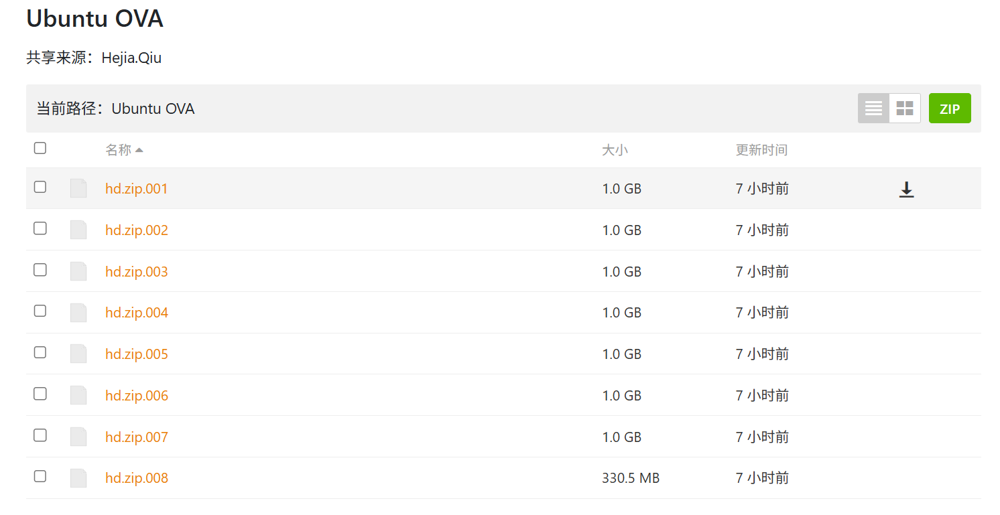 Ubuntu OVA
共享来源：Hejia.Qiu
当前路径：Ubuntu OVA ZIP
名称 大小 更新时间
hd.zip.001 1.0 GB 7 小时前
hd.zip.002 1.0 GB 7 小时前
hd.zip.003 1.0 GB 7 小时前
hd.zip.004 1.0 GB 7 小时前
hd.zip.005 1.0 GB 7 小时前
hd.zip.006 1.0 GB 7 小时前
hd.zip.007 1.0 GB 7 小时前
hd.zip.008 330.5 MB 7 小时前